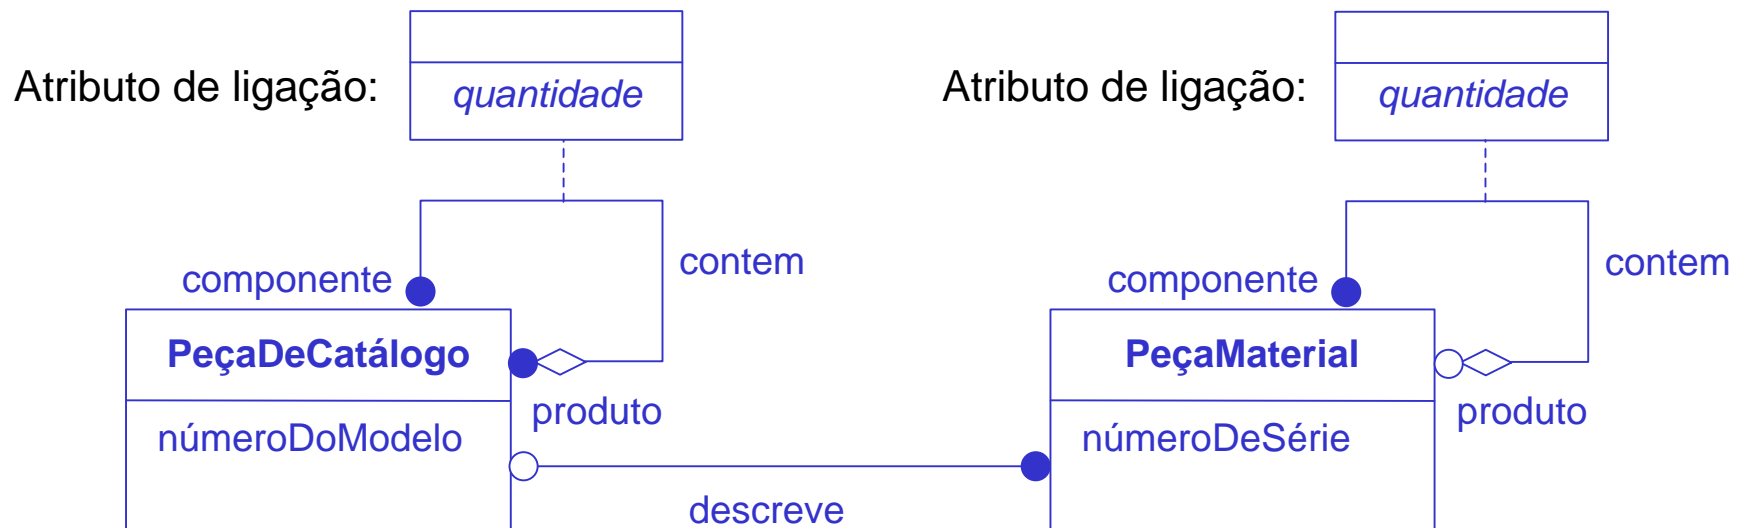 Atributo de ligação:
quantidade
Atributo de ligação:
quantidade
componente
contem
componente
contem
PeçaDeCatálogo
PeçaMaterial
produto
produto
númeroDoModelo
númeroDeSérie
descreve